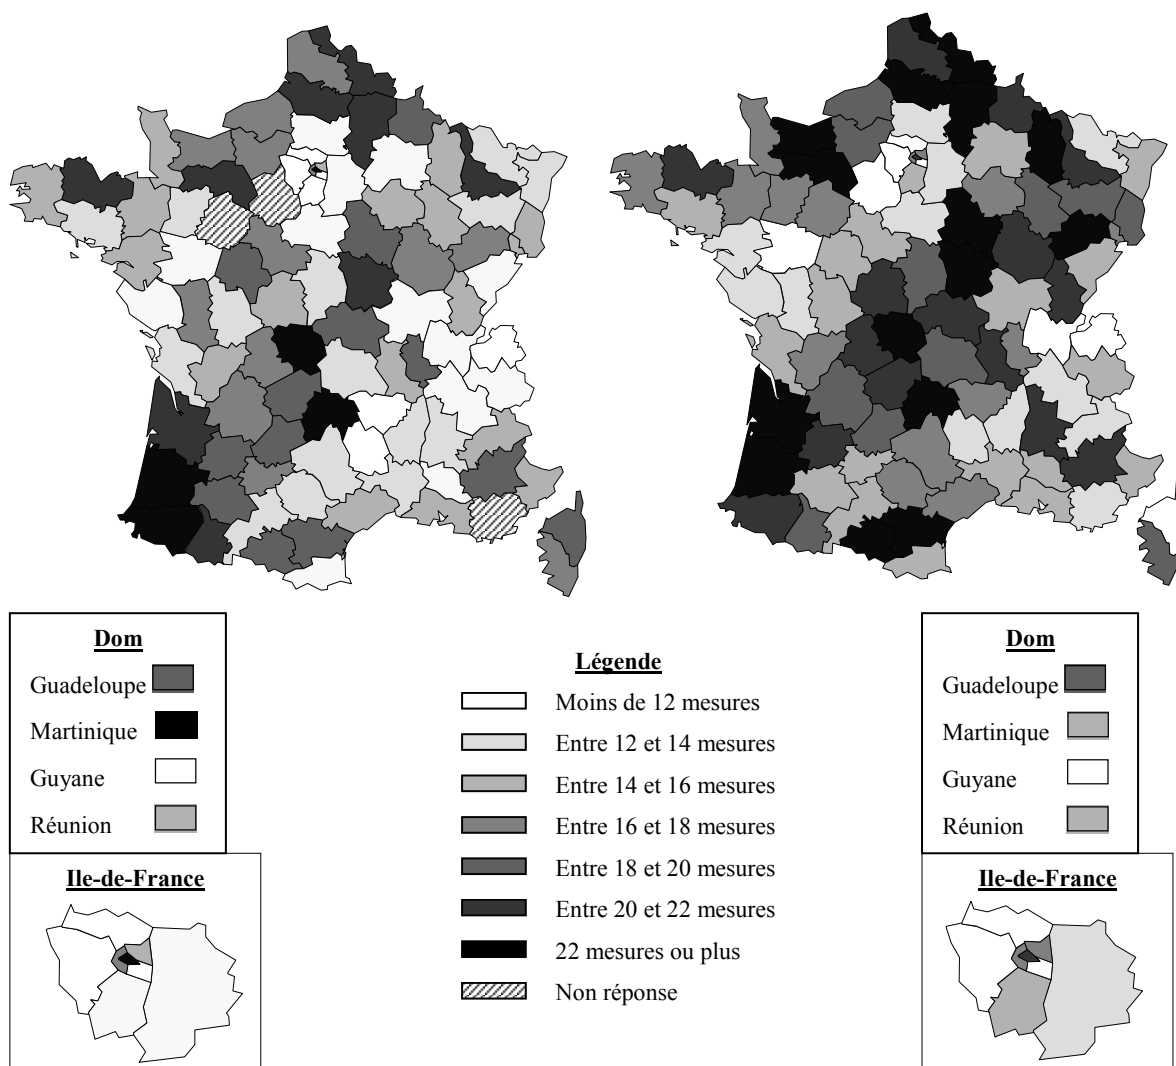 Dom
Guadeloupe
Martinique
Guyane
Réunion
Ile-de-France
Légende
Moins de 12 mesures
Entre 12 et 14 mesures
Entre 14 et 16 mesures
Entre 16 et 18 mesures
Entre 18 et 20 mesures
Entre 20 et 22 mesures
22 mesures ou plus
Non réponse
Dom
Guadeloupe
Martinique
Guyane
Réunion
Ile-de-France